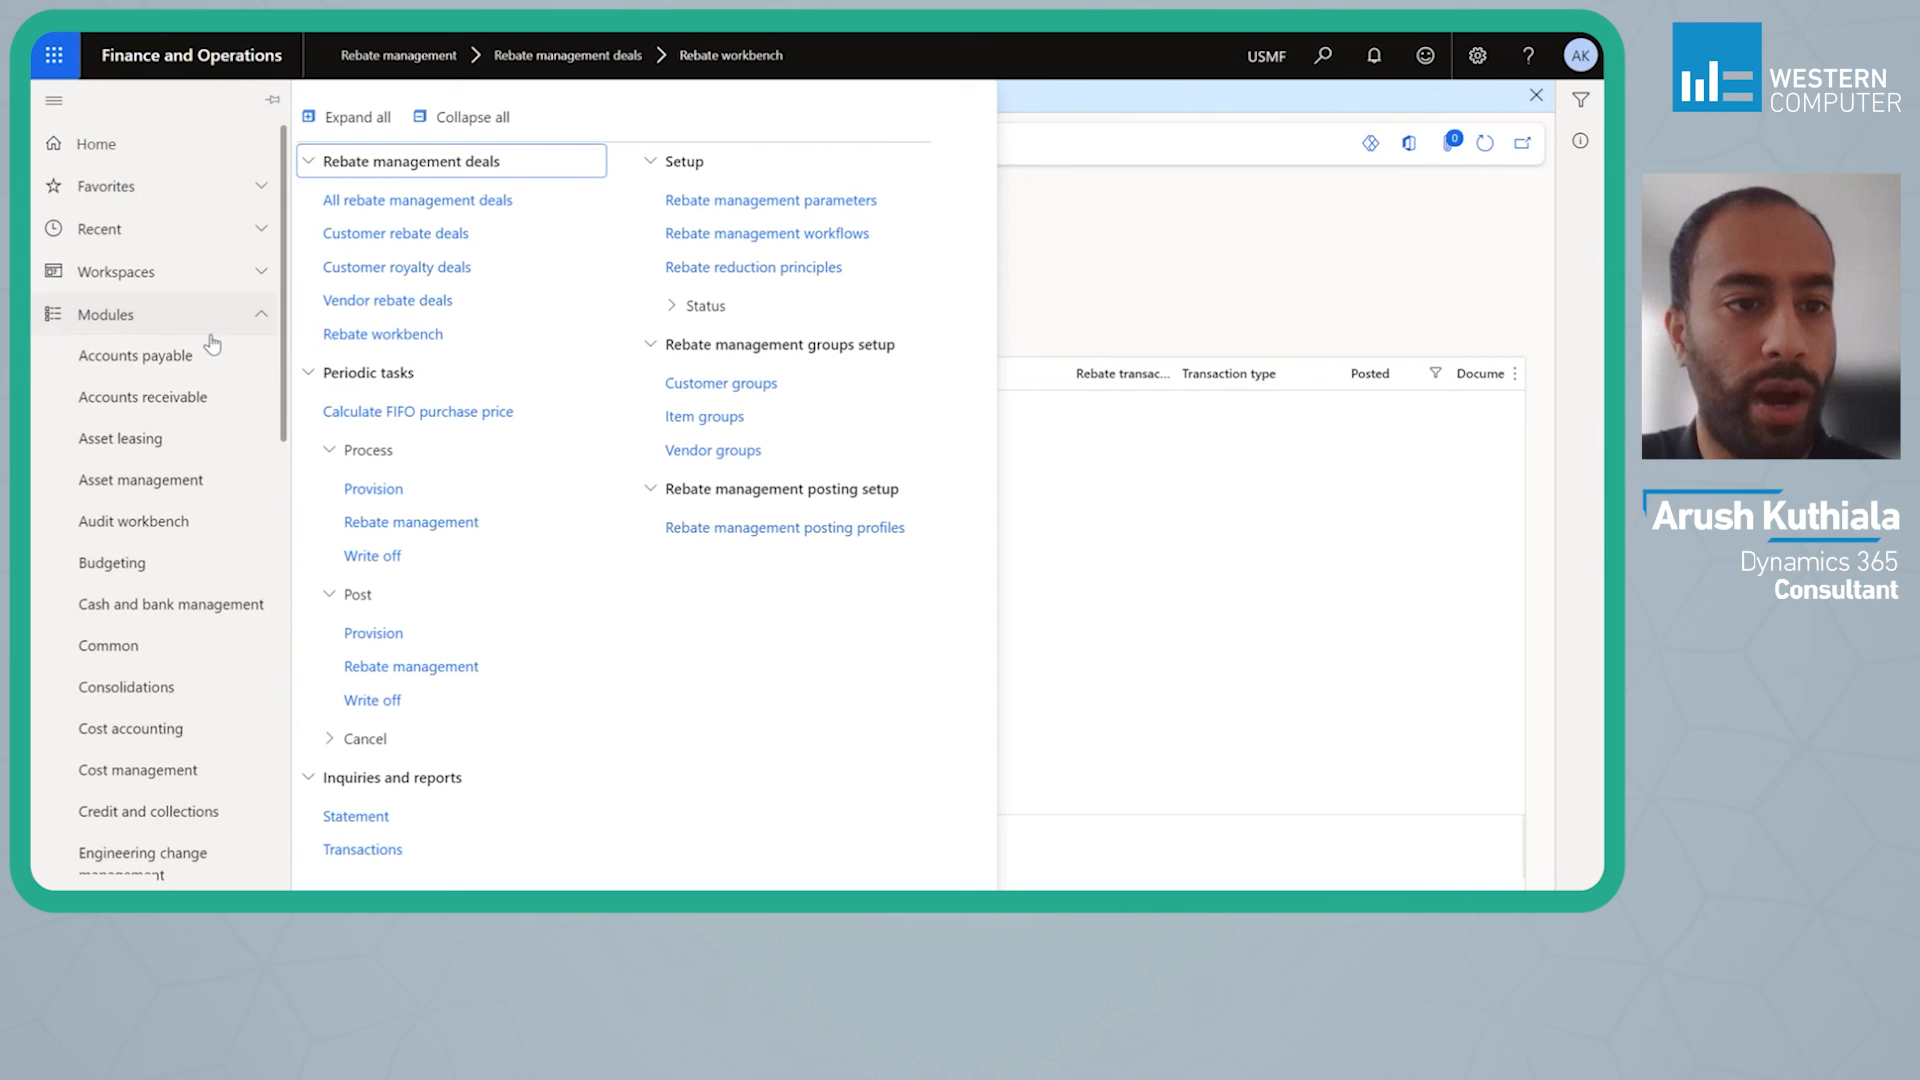 Finance and Operations
Rebate management
Rebate management deals
Rebate workbench
USMF
AK
WESTERN
COMPUTER
Home
Favorites
Recent
Workspaces
Modules
Accounts payable
Accounts receivable
Asset leasing
Asset management
Audit workbench
Budgeting
Cash and bank management
Common
Consolidations
Cost accounting
Cost management
Credit and collections
Engineering change
management
Expand all
Collapse all
Rebate management deals
All rebate management deals
Customer rebate deals
Customer royalty deals
Vendor rebate deals
Rebate workbench
Periodic tasks
Calculate FIFO purchase price
Process
Provision
Rebate management
Write off
Post
Provision
Rebate management
Write off
Cancel
Inquiries and reports
Statement
Transactions
Setup
Rebate management parameters
Rebate management workflows
Rebate reduction principles
Status
Rebate management groups setup
Customer groups
Item groups
Vendor groups
Rebate management posting setup
Rebate management posting profiles
0
Rebate transac...
Transaction type
Posted
Docume
Arush Kuthiala
Dynamics 365
Consultant